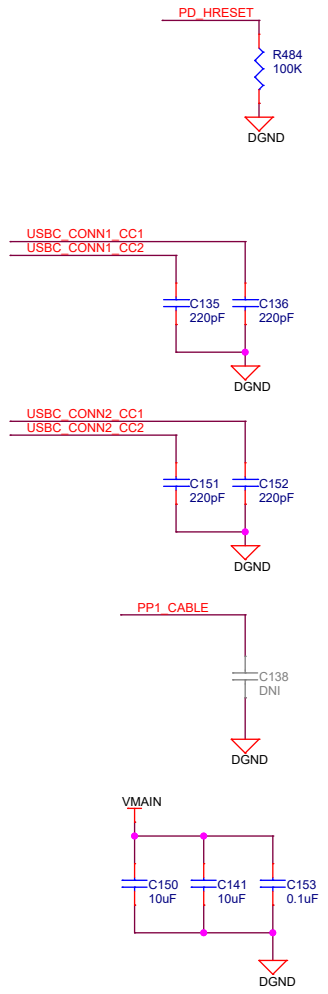 PD_HRESET
R484
100K
DGND
USBC_CONN1_CC1
USBC_CONN1_CC2
C135
220pF
C136
220pF
DGND
USBC_CONN2_CC1
USBC_CONN2_CC2
C151
220pF
C152
220pF
DGND
PP1_CABLE
C138
DNI
DGND
VMAIN
C150
10uF
C141
10uF
C153
0.1uF
DGND